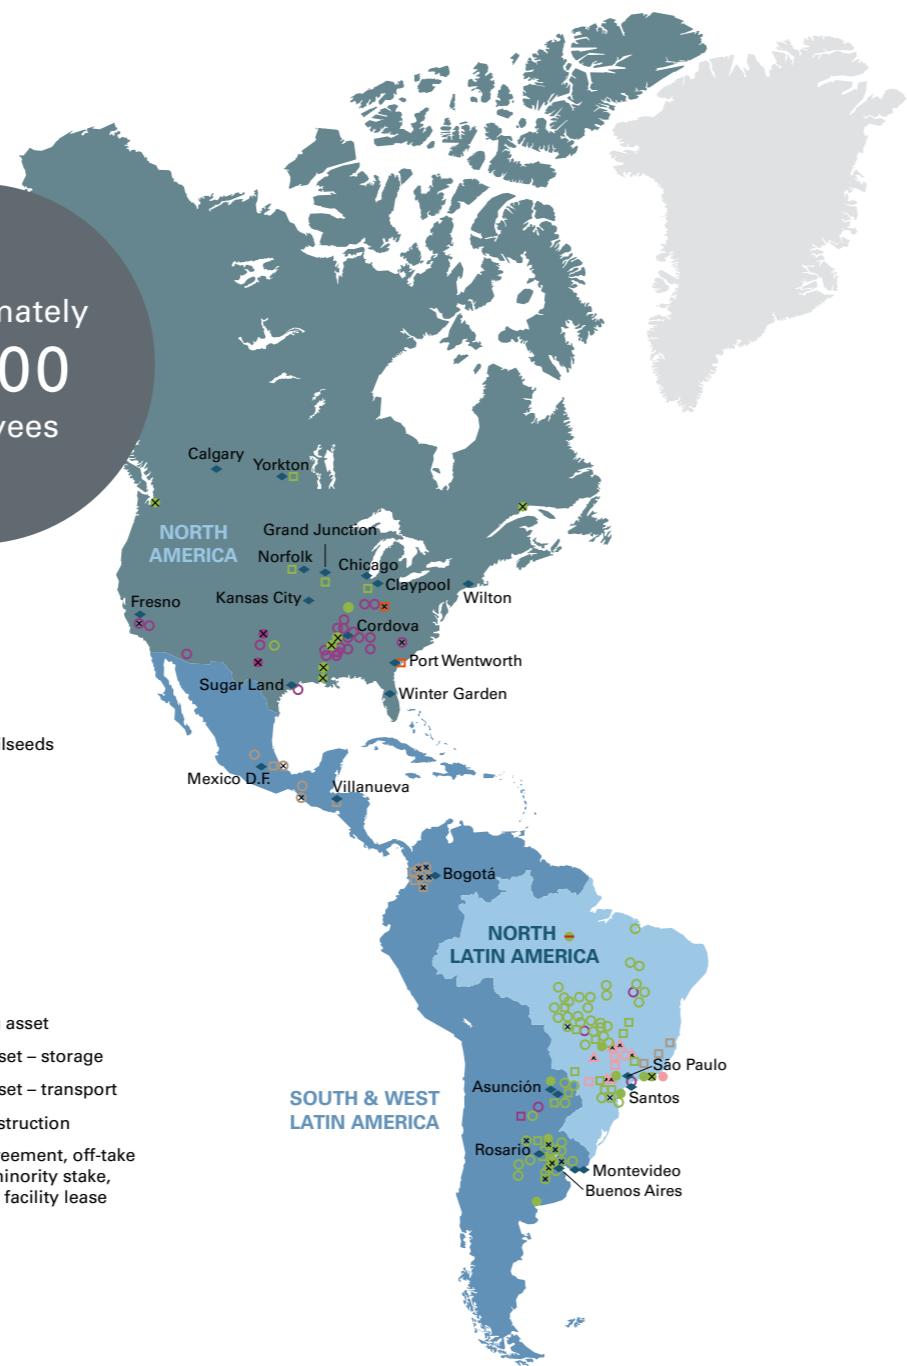 mately
00
yees
Calgary
Yorkton
NORTH
AMERICA
Grand Junction
Norfolk
Chicago
Claypool
Kansas City
Wilton
Fresno
Cordova
Port Wentworth
Sugar Land
Winter Garden
lseeds
Mexico D.F.
Villanueva
Bogotá
NORTH
LATIN AMERICA
asset
set – storage
set – transport
struction
reement, off-take
minority stake,
facility lease
São Paulo
Asunción
SOUTH & WEST
LATIN AMERICA
Santos
Rosario
Montevideo
Buenos Aires